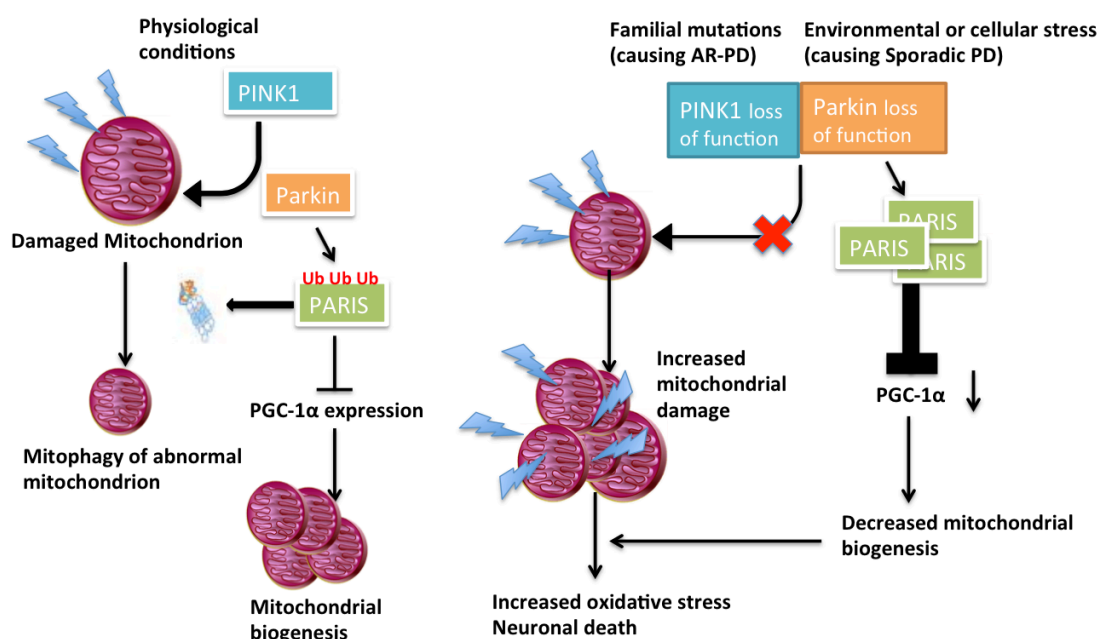 Physiological
conditions
PINK1
Parkin
Damaged Mitochondrion
Ub Ub Ub
PARIS
PGC-1α expression
Mitophagy of abnormal
mitochondrion
Mitochondrial
biogenesis
Familial mutations
(causing AR-PD)
Environmental or cellular stress
(causing Sporadic PD)
PINK1 loss
of function
Parkin loss
of function
PARIS
PARIS
PARIS
Increased
mitochondrial
damage
PGC-1α
Decreased mitochondrial
biogenesis
Increased oxidative stress
Neuronal death